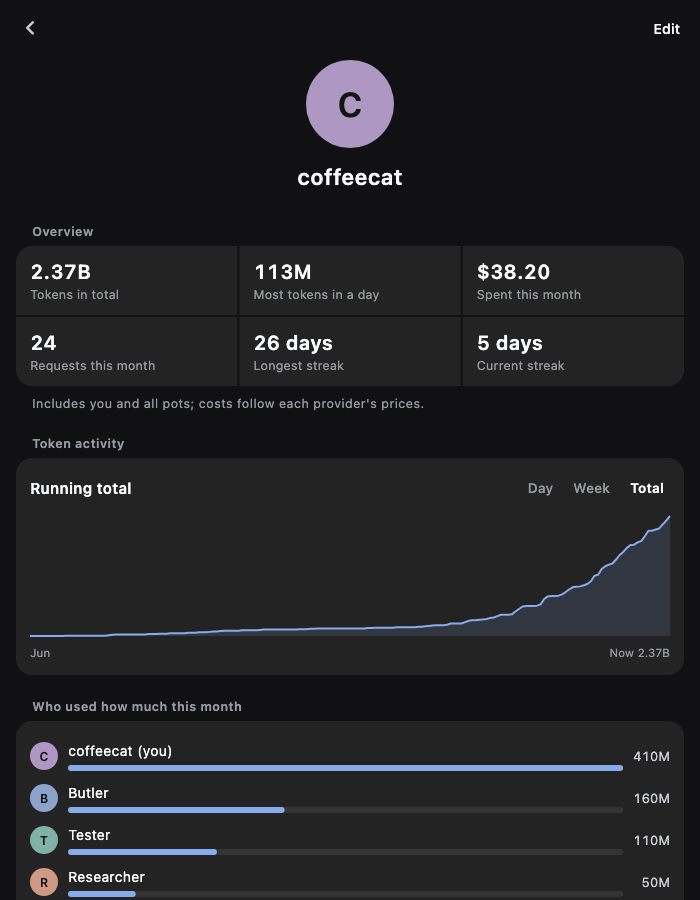 Edit
C
coffeecat
Overview
2.37B
Tokens in total
113M
Most tokens in a day
$38.20
Spent this month
24
Requests this month
26 days
Longest streak
5 days
Current streak
Includes you and all pots; costs follow each provider's prices.
Token activity
Running total
Day Week Total
Jun
Now 2.37B
Who used how much this month
C
coffeecat (you)
410M
B
Butler
160M
T
Tester
110M
R
Researcher
50M